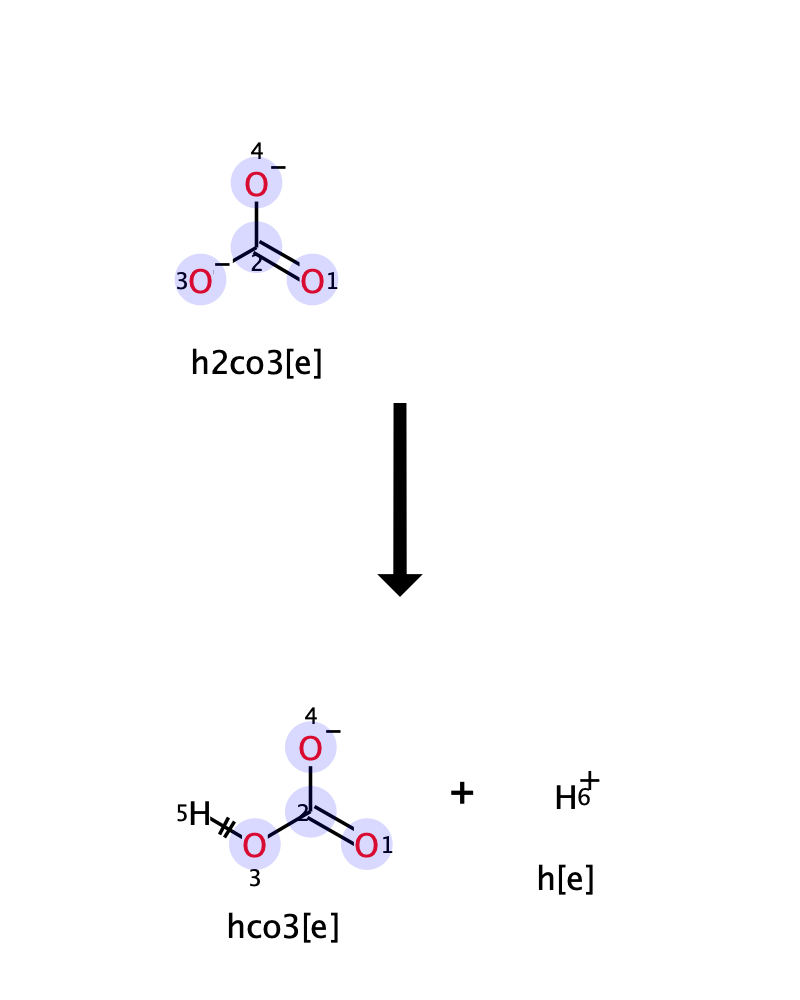 4
O−
2
3O− O1
h2co3[e]
4
O−
5H 2 + H6+
O O1
3
h[e]
hco3[e]